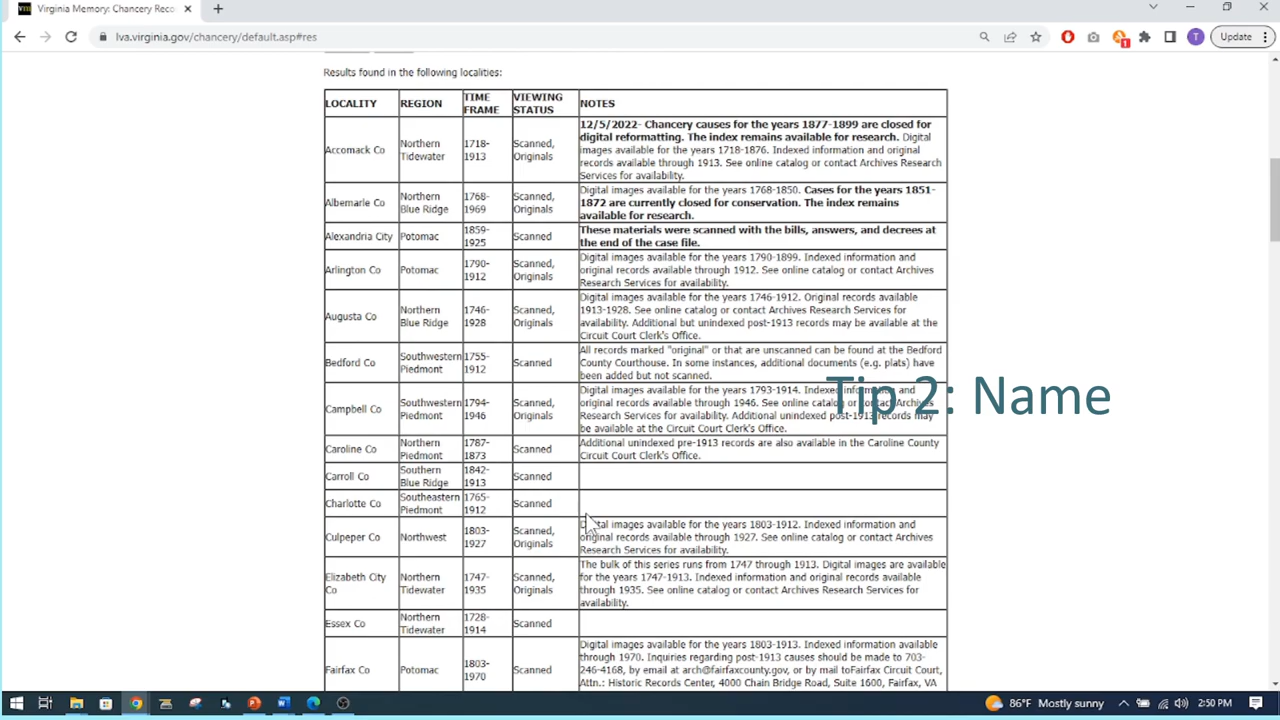 Virginia Memory: Chancery Reco
lva.virginia.gov/chancery/default.asp#res
1
T
Update
Results found in the following localities:
LOCALITY REGION TIME FRAME VIEWING STATUS NOTES
Accomack Co Northern Tidewater 1718-1913 Scanned, Originals
12/5/2022- Chancery causes for the years 1877-1899 are closed for
digital reformatting. The index remains available for research. Digital
images available for the years 1718-1876. Indexed information and original
records available through 1913. See online catalog or contact Archives Research
Services for availability.
Albemarle Co Northern Blue Ridge 1768-1969 Scanned, Originals
Digital images available for the years 1768-1850. Cases for the years 1851-
1872 are currently closed for conservation. The index remains
available for research.
Alexandria City Potomac 1859-1925 Scanned
These materials were scanned with the bills, answers, and decrees at
the end of the case file.
Arlington Co Potomac 1790-1912 Scanned, Originals
Digital images available for the years 1790-1899. Indexed information and
original records available through 1912. See online catalog or contact Archives
Research Services for availability.
Augusta Co Northern Blue Ridge 1746-1928 Scanned, Originals
Digital images available for the years 1746-1912. Original records available
1913-1928. See online catalog or contact Archives Research Services for
availability. Additional but unindexed post-1913 records may be available at the
Circuit Court Clerk's Office.
Bedford Co Southwestern Piedmont 1755-1912 Scanned
All records marked "original" or that are unscanned can be found at the Bedford
County Courthouse. In some instances, additional documents (e.g. plats) have
been added but not scanned.
Tip 2: Name
Campbell Co Southwestern Piedmont 1794-1946 Scanned, Originals
Digital images available for the years 1793-1914. Indexed information and
original records available through 1946. See online catalog or contact Archives
Research Services for availability. Additional unindexed post-1913 records may
be available at the Circuit Court Clerk's Office.
Caroline Co Northern Piedmont 1787-1873 Scanned
Additional unindexed pre-1913 records are also available in the Caroline County
Circuit Court Clerk's Office.
Carroll Co Southern Blue Ridge 1842-1913 Scanned
Charlotte Co Southeastern Piedmont 1765-1912 Scanned
Culpeper Co Northwest 1803-1927 Scanned, Originals
Digital images available for the years 1803-1912. Indexed information and
original records available through 1927. See online catalog or contact Archives
Research Services for availability.
Elizabeth City Co Northern Tidewater 1747-1935 Scanned, Originals
The bulk of this series runs from 1747 through 1913. Digital images are available
for the years 1747-1913. Indexed information and original records available
through 1935. See online catalog or contact Archives Research Services for
availability.
Essex Co Northern Tidewater 1728-1914 Scanned
Fairfax Co Potomac 1803-1970 Scanned
Digital images available for the years 1803-1913. Indexed information available
through 1970. Inquiries regarding post-1913 causes should be made to 703-
246-4168, by email at arch@fairfaxcounty.gov, or by mail toFairfax Circuit Court,
Attn.: Historic Records Center, 4000 Chain Bridge Road, Suite 1600, Fairfax, VA
86°F Mostly sunny
2:50 PM